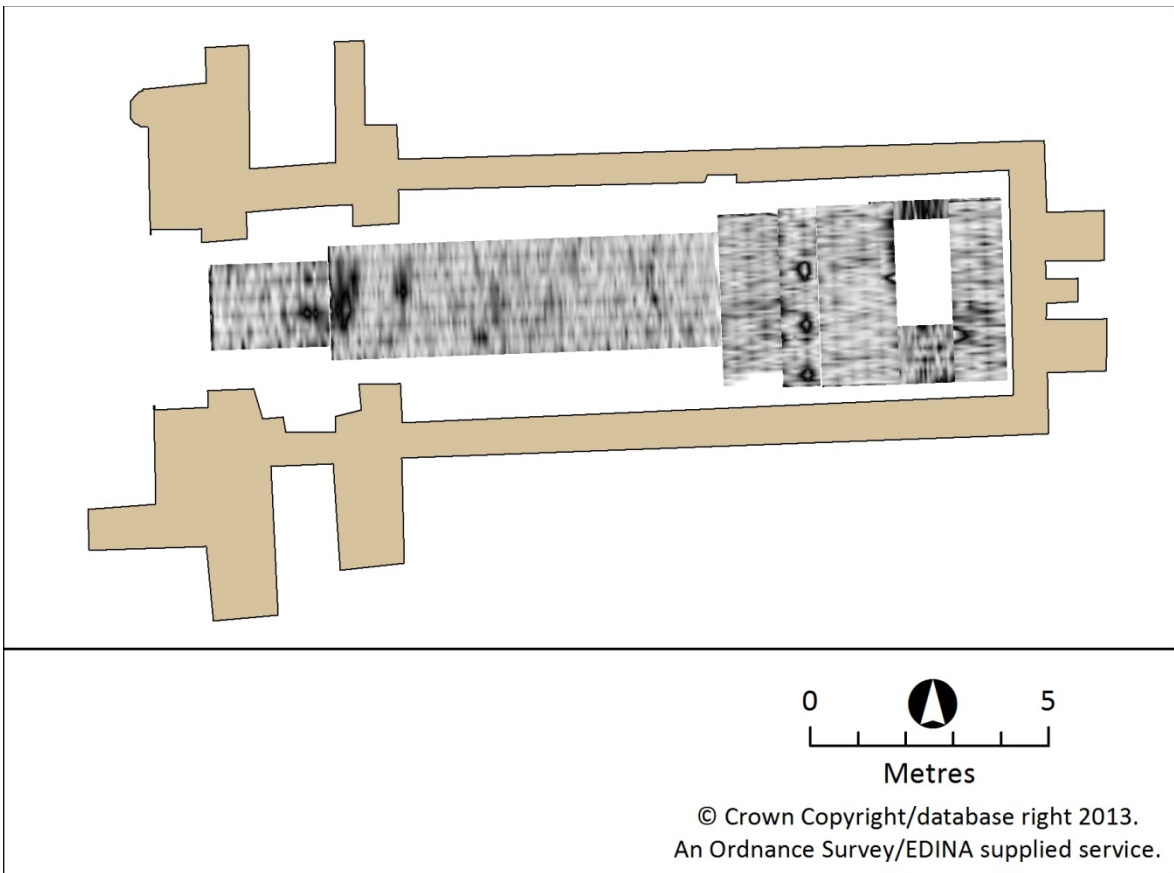 0 5
Metres
© Crown Copyright/database right 2013.
An Ordnance Survey/EDINA supplied service.